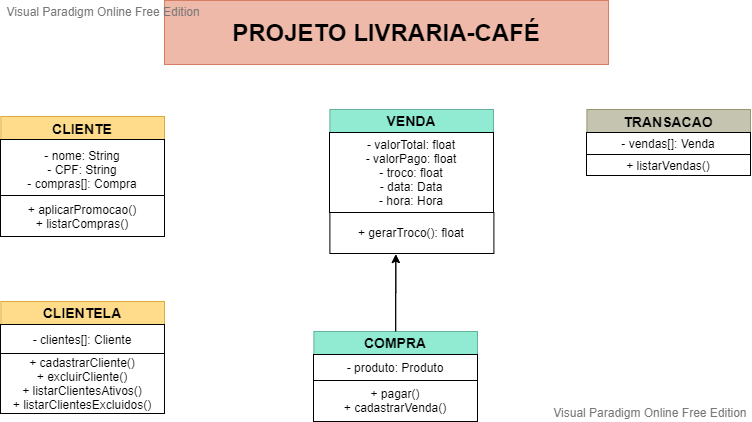 Visual Paradigm Online Free Edition
PROJETO LIVRARIA-CAFÉ
CLIENTE
- nome: String
- CPF: String
- compras[]: Compra
+ aplicarPromocao()
+ listarCompras()
VENDA
- valorTotal: float
- valorPago: float
- troco: float
- data: Data
- hora: Hora
+ gerarTroco(): float
TRANSACAO
- vendas[]: Venda
+ listarVendas()
CLIENTELA
- clientes[]: Cliente
+ cadastrarCliente()
+ excluirCliente()
+ listarClientesAtivos()
+ listarClientesExcluidos()
COMPRA
- produto: Produto
+ pagar()
+ cadastrarVenda()
Visual Paradigm Online Free Edition